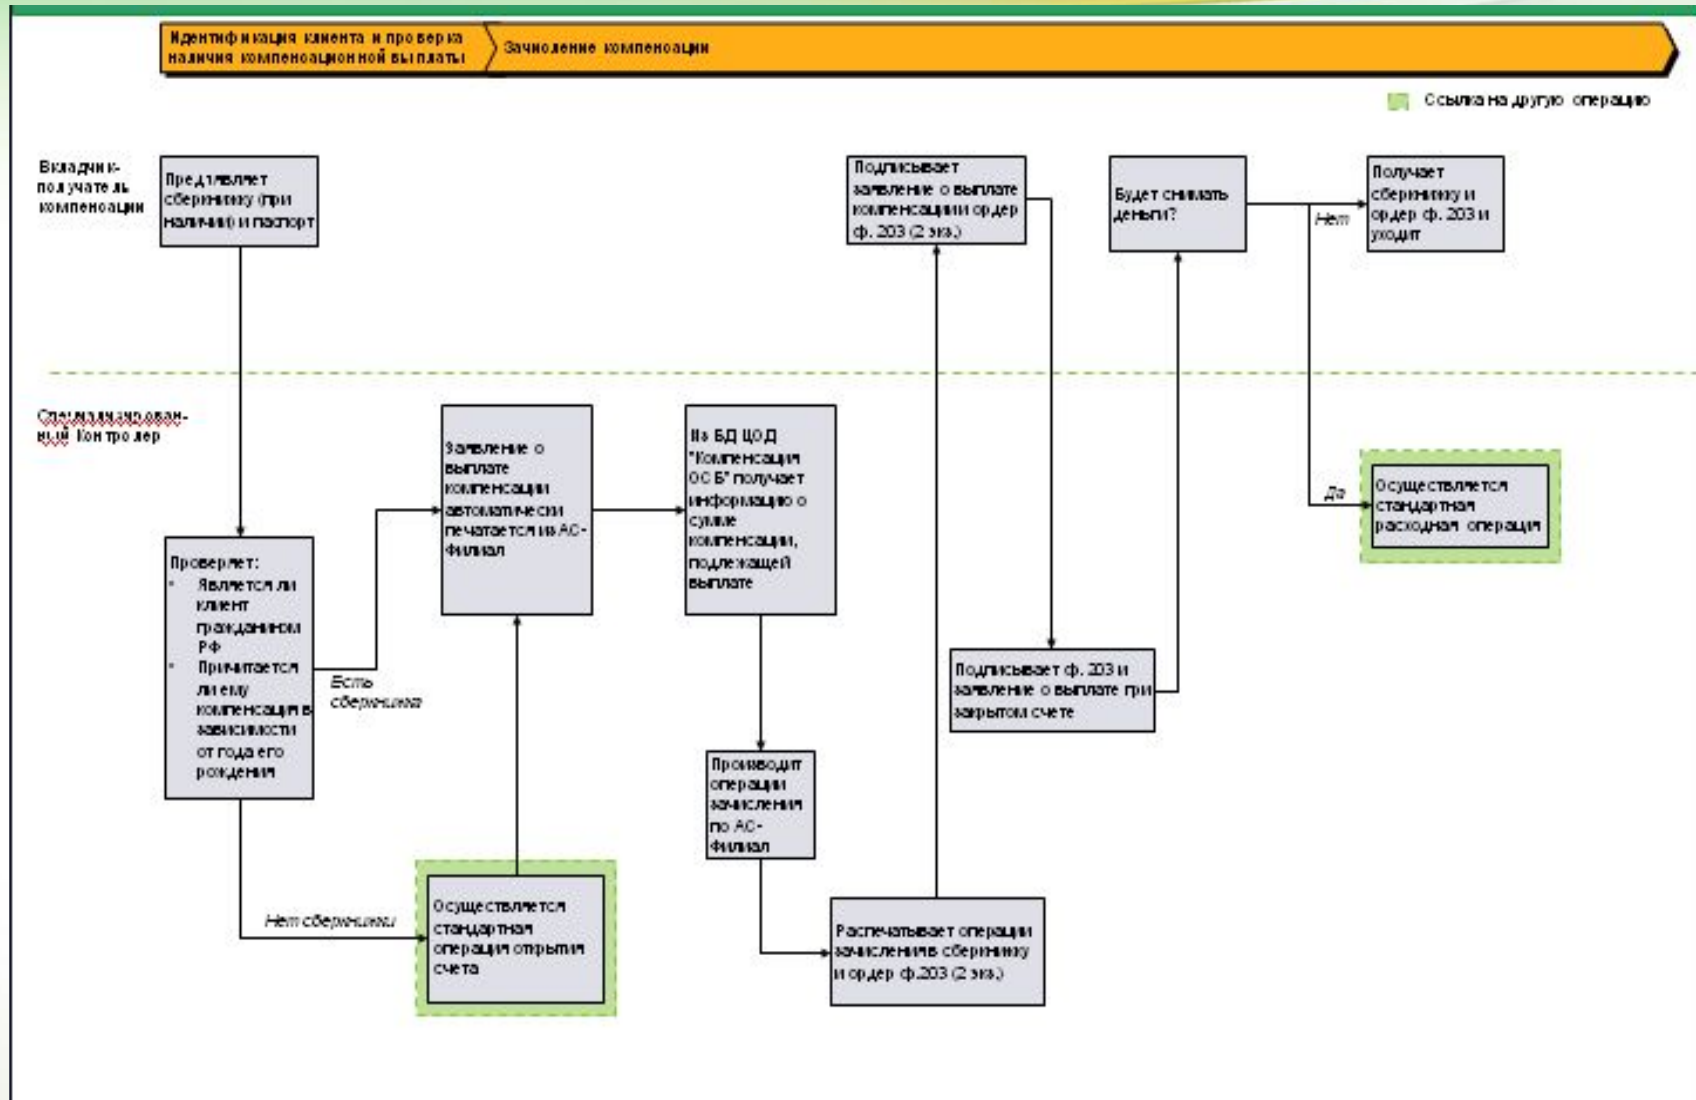 Идентификация клиента и проверка
наличия компенсационной выплаты
Зачисление компенсации
Ссылка на другую операцию
Вкладчик-
получатель
компенсации
Предъявляет
сберкнижку (при
наличии) и паспорт
Подписывает
заявление о выплате
компенсации и ордер
ф. 203 (2 экз.)
Будет снимать
деньги?
Нет
Получает
сберкнижку и
ордер ф. 203 и
уходит
Специализирован-
ный Контролер
Проверяет:
• Является ли
клиент
гражданином
РФ
• Причитается
ли ему
компенсация в
зависимости
от года его
рождения
Есть
сберкнижка
Нет сберкнижки
Заявление о
выплате
компенсации
автоматически
печатается из АС-
Филиал
Осуществляется
стандартная
операция открытия
счета
Из БД ЦОД
"Компенсация
ОСБ" получает
информацию о
сумме
компенсации,
подлежащей
выплате
Производит
операции
зачисления
по АС-
Филиал
Распечатывает операции
зачисления в сберкнижку
и ордер ф.203 (2 экз.)
Подписывает ф. 203 и
заявление о выплате при
закрытом счете
Да
Осуществляется
стандартная
расходная операция